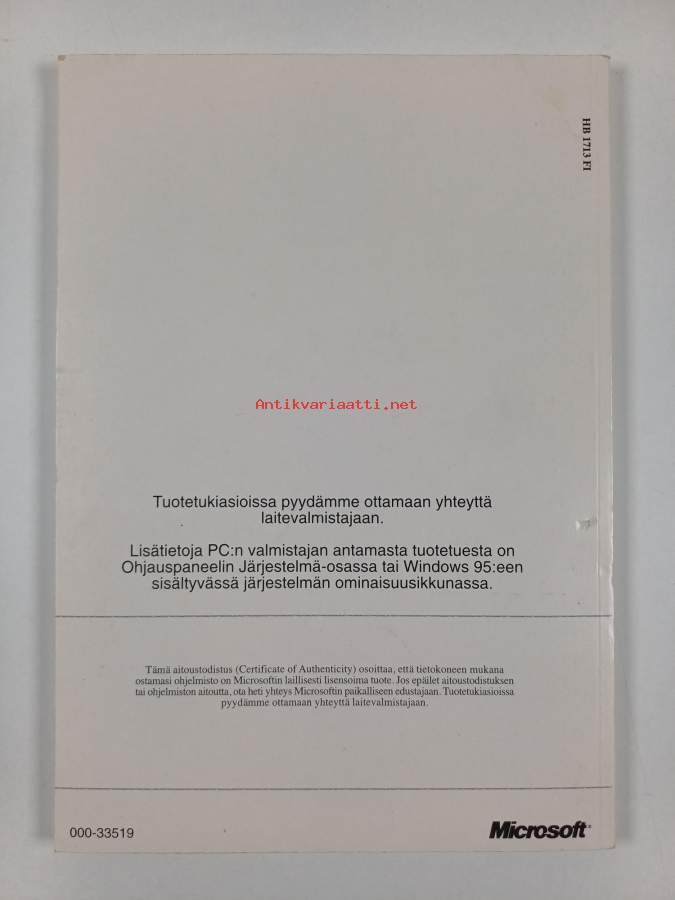 HB 1713 FI
Antikvariaatti.net
Tuotetukiasioissa pyydämme ottamaan yhteyttä
laitevalmistajaan.
Lisätietoja PC:n valmistajan antamasta tuotetuesta on
Ohjauspaneelin Järjestelmä-osassa tai Windows 95:een
sisältyvässä järjestelmän ominaisuusikkunassa.
Tämä aitoustodistus (Certificate of Authenticity) osoittaa, että tietokoneen mukana
ostamasi ohjelmisto on Microsoftin laillisesti lisensoima tuote. Jos epäilet aitoustodistuksen
tai ohjelmiston aitoutta, ota heti yhteys Microsoftin paikalliseen edustajaan. Tuotetukiasioissa
pyydämme ottamaan yhteyttä laitevalmistajaan.
000-33519
Microsoft®